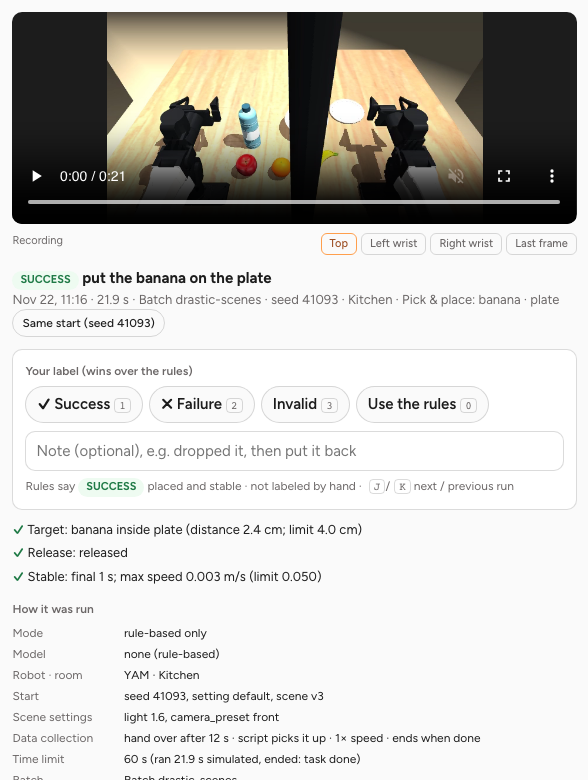 0:00 / 0:21
Recording
Top
Left wrist
Right wrist
Last frame
SUCCESS put the banana on the plate
Nov 22, 11:16 · 21.9 s · Batch drastic-scenes · seed 41093 · Kitchen · Pick & place: banana · plate
Same start (seed 41093)
Your label (wins over the rules)
✓ Success 1
✕ Failure 2
Invalid 3
Use the rules 0
Note (optional), e.g. dropped it, then put it back
Rules say SUCCESS placed and stable · not labeled by hand · J / K next / previous run
✓ Target: banana inside plate (distance 2.4 cm; limit 4.0 cm)
✓ Release: released
✓ Stable: final 1 s; max speed 0.003 m/s (limit 0.050)
How it was run
Mode rule-based only
Model none (rule-based)
Robot · room YAM · Kitchen
Start seed 41093, setting default, scene v3
Scene settings light 1.6, camera_preset front
Data collection hand over after 12 s · script picks it up · 1× speed · ends when done
Time limit 60 s (ran 21.9 s simulated, ended: task done)
Batch Batch drastic-scenes